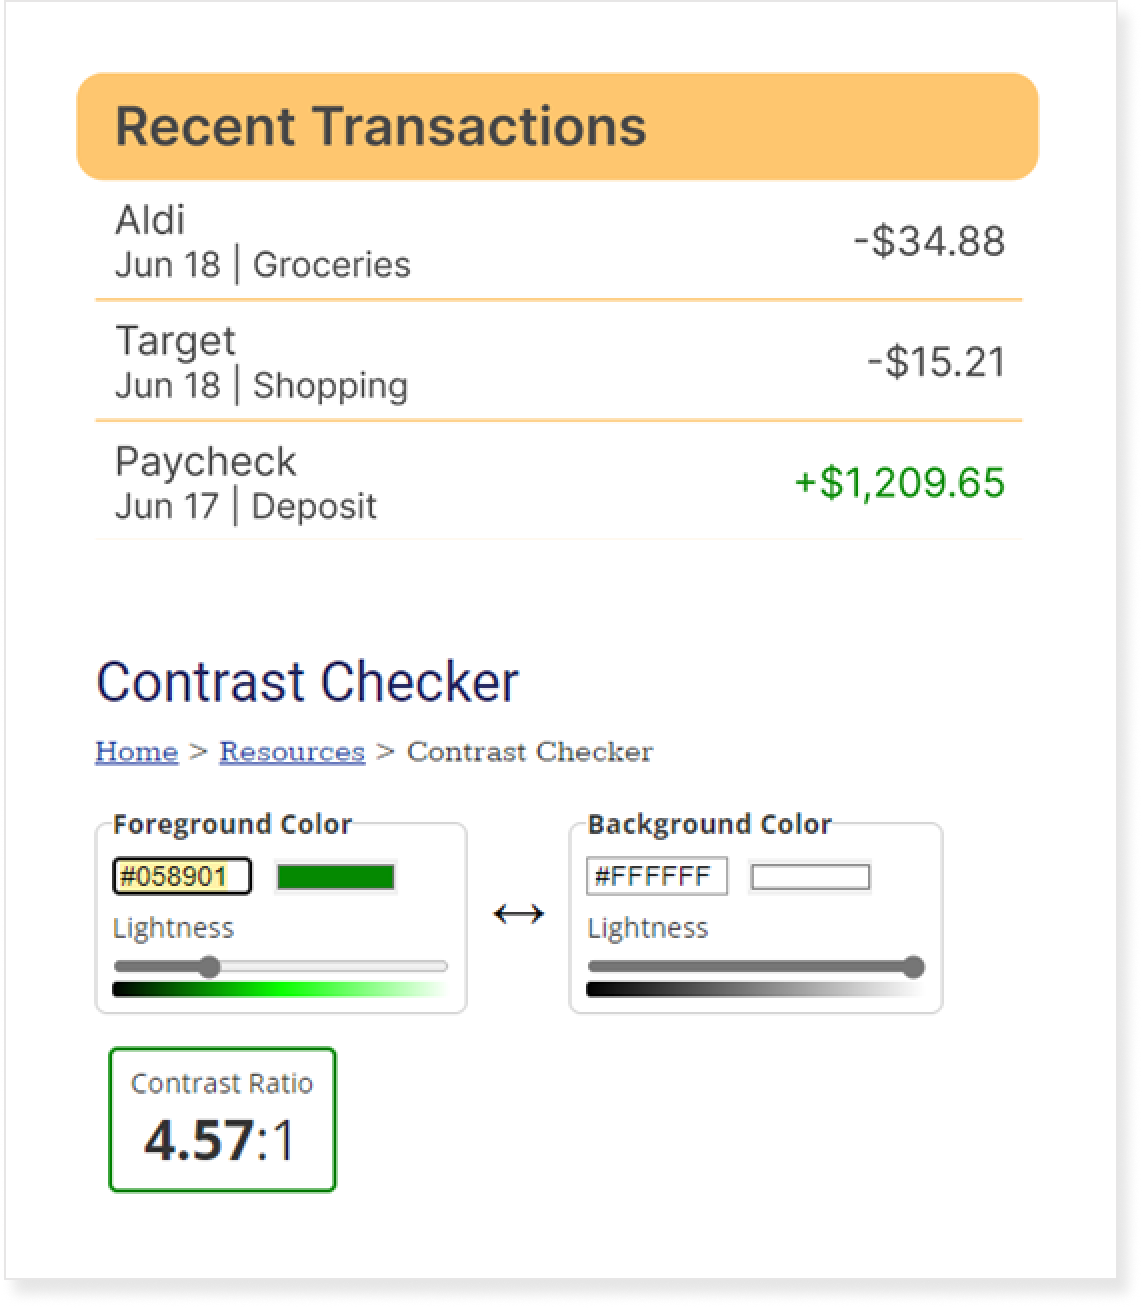 Recent Transactions
Aldi
Jun 18 | Groceries
-$34.88
Target
Jun 18 | Shopping
-$15.21
Paycheck
Jun 17 | Deposit
+$1,209.65
Contrast Checker
Home > Resources > Contrast Checker
Foreground Color
#058901
Lightness
Background Color
#FFFFFF
Lightness
Contrast Ratio
4.57:1